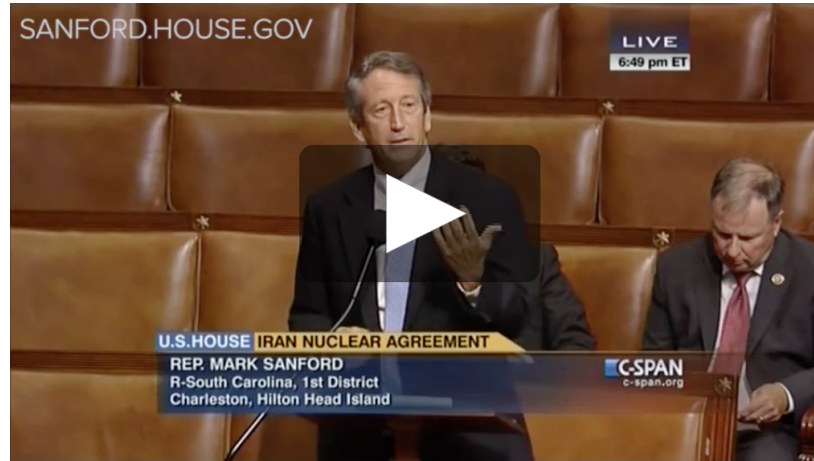 SANFORD.HOUSE.GOV
LIVE
6:49 pm ET
U.S.HOUSE IRAN NUCLEAR AGREEMENT
REP. MARK SANFORD
R-South Carolina, 1st District
Charleston, Hilton Head Island
C-SPAN
c-span.org